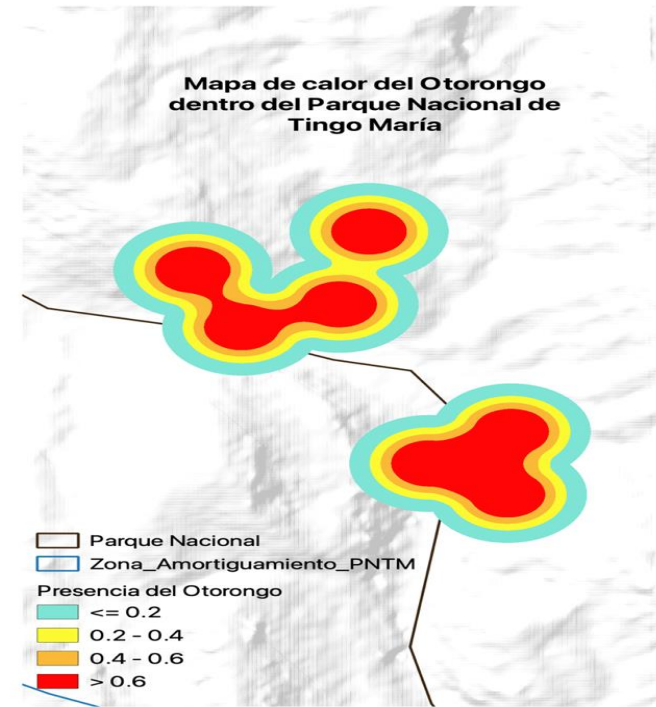 Mapa de calor del Otorongo
dentro del Parque Nacional de
Tingo María
Parque Nacional
Zona_Amortiguamiento_PNTM
Presencia del Otorongo
<= 0.2
0.2 - 0.4
0.4 - 0.6
> 0.6